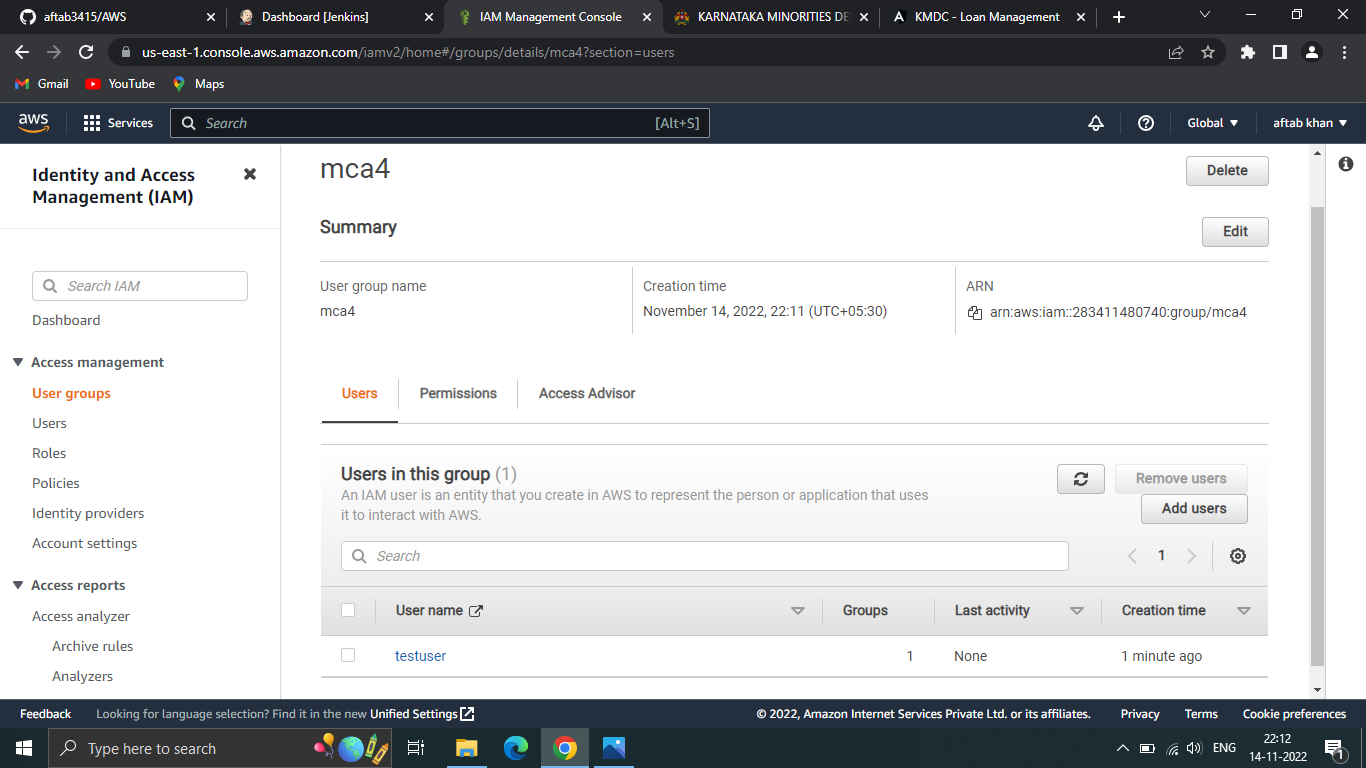 aftab3415/AWS
Dashboard [Jenkins]
IAM Management Console
KARNATAKA MINORITIES DE
KMDC - Loan Management
us-east-1.console.aws.amazon.com/iamv2/home#/groups/details/mca4?section=users
Gmail
YouTube
Maps
aws
Services
Search
[Alt+S]
Global
aftab khan
Identity and Access
Management (IAM)
Search IAM
Dashboard
Access management
User groups
Users
Roles
Policies
Identity providers
Account settings
Access reports
Access analyzer
Archive rules
Analyzers
mca4
Delete
Summary
Edit
User group name
mca4
Creation time
November 14, 2022, 22:11 (UTC+05:30)
ARN
arn:aws:iam::283411480740:group/mca4
Users
Permissions
Access Advisor
Users in this group (1)
An IAM user is an entity that you create in AWS to represent the person or application that uses
it to interact with AWS.
Remove users
Add users
Search
1
User name
Groups
Last activity
Creation time
testuser
1
None
1 minute ago
Feedback
Looking for language selection? Find it in the new Unified Settings
© 2022, Amazon Internet Services Private Ltd. or its affiliates.
Privacy
Terms
Cookie preferences
Type here to search
ENG
22:12
14-11-2022
1